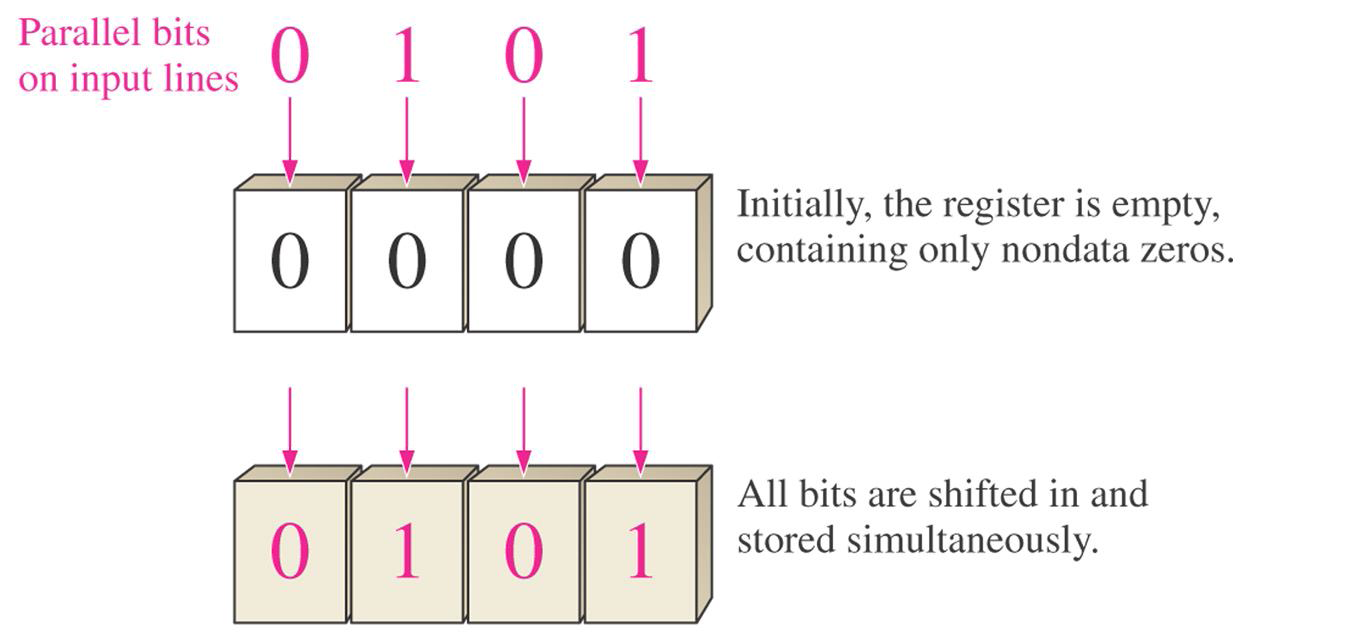 Parallel bits
on input lines
0 1 0 1
Initially, the register is empty,
containing only nondata zeros.
0 0 0 0
All bits are shifted in and
stored simultaneously.
0 1 0 1